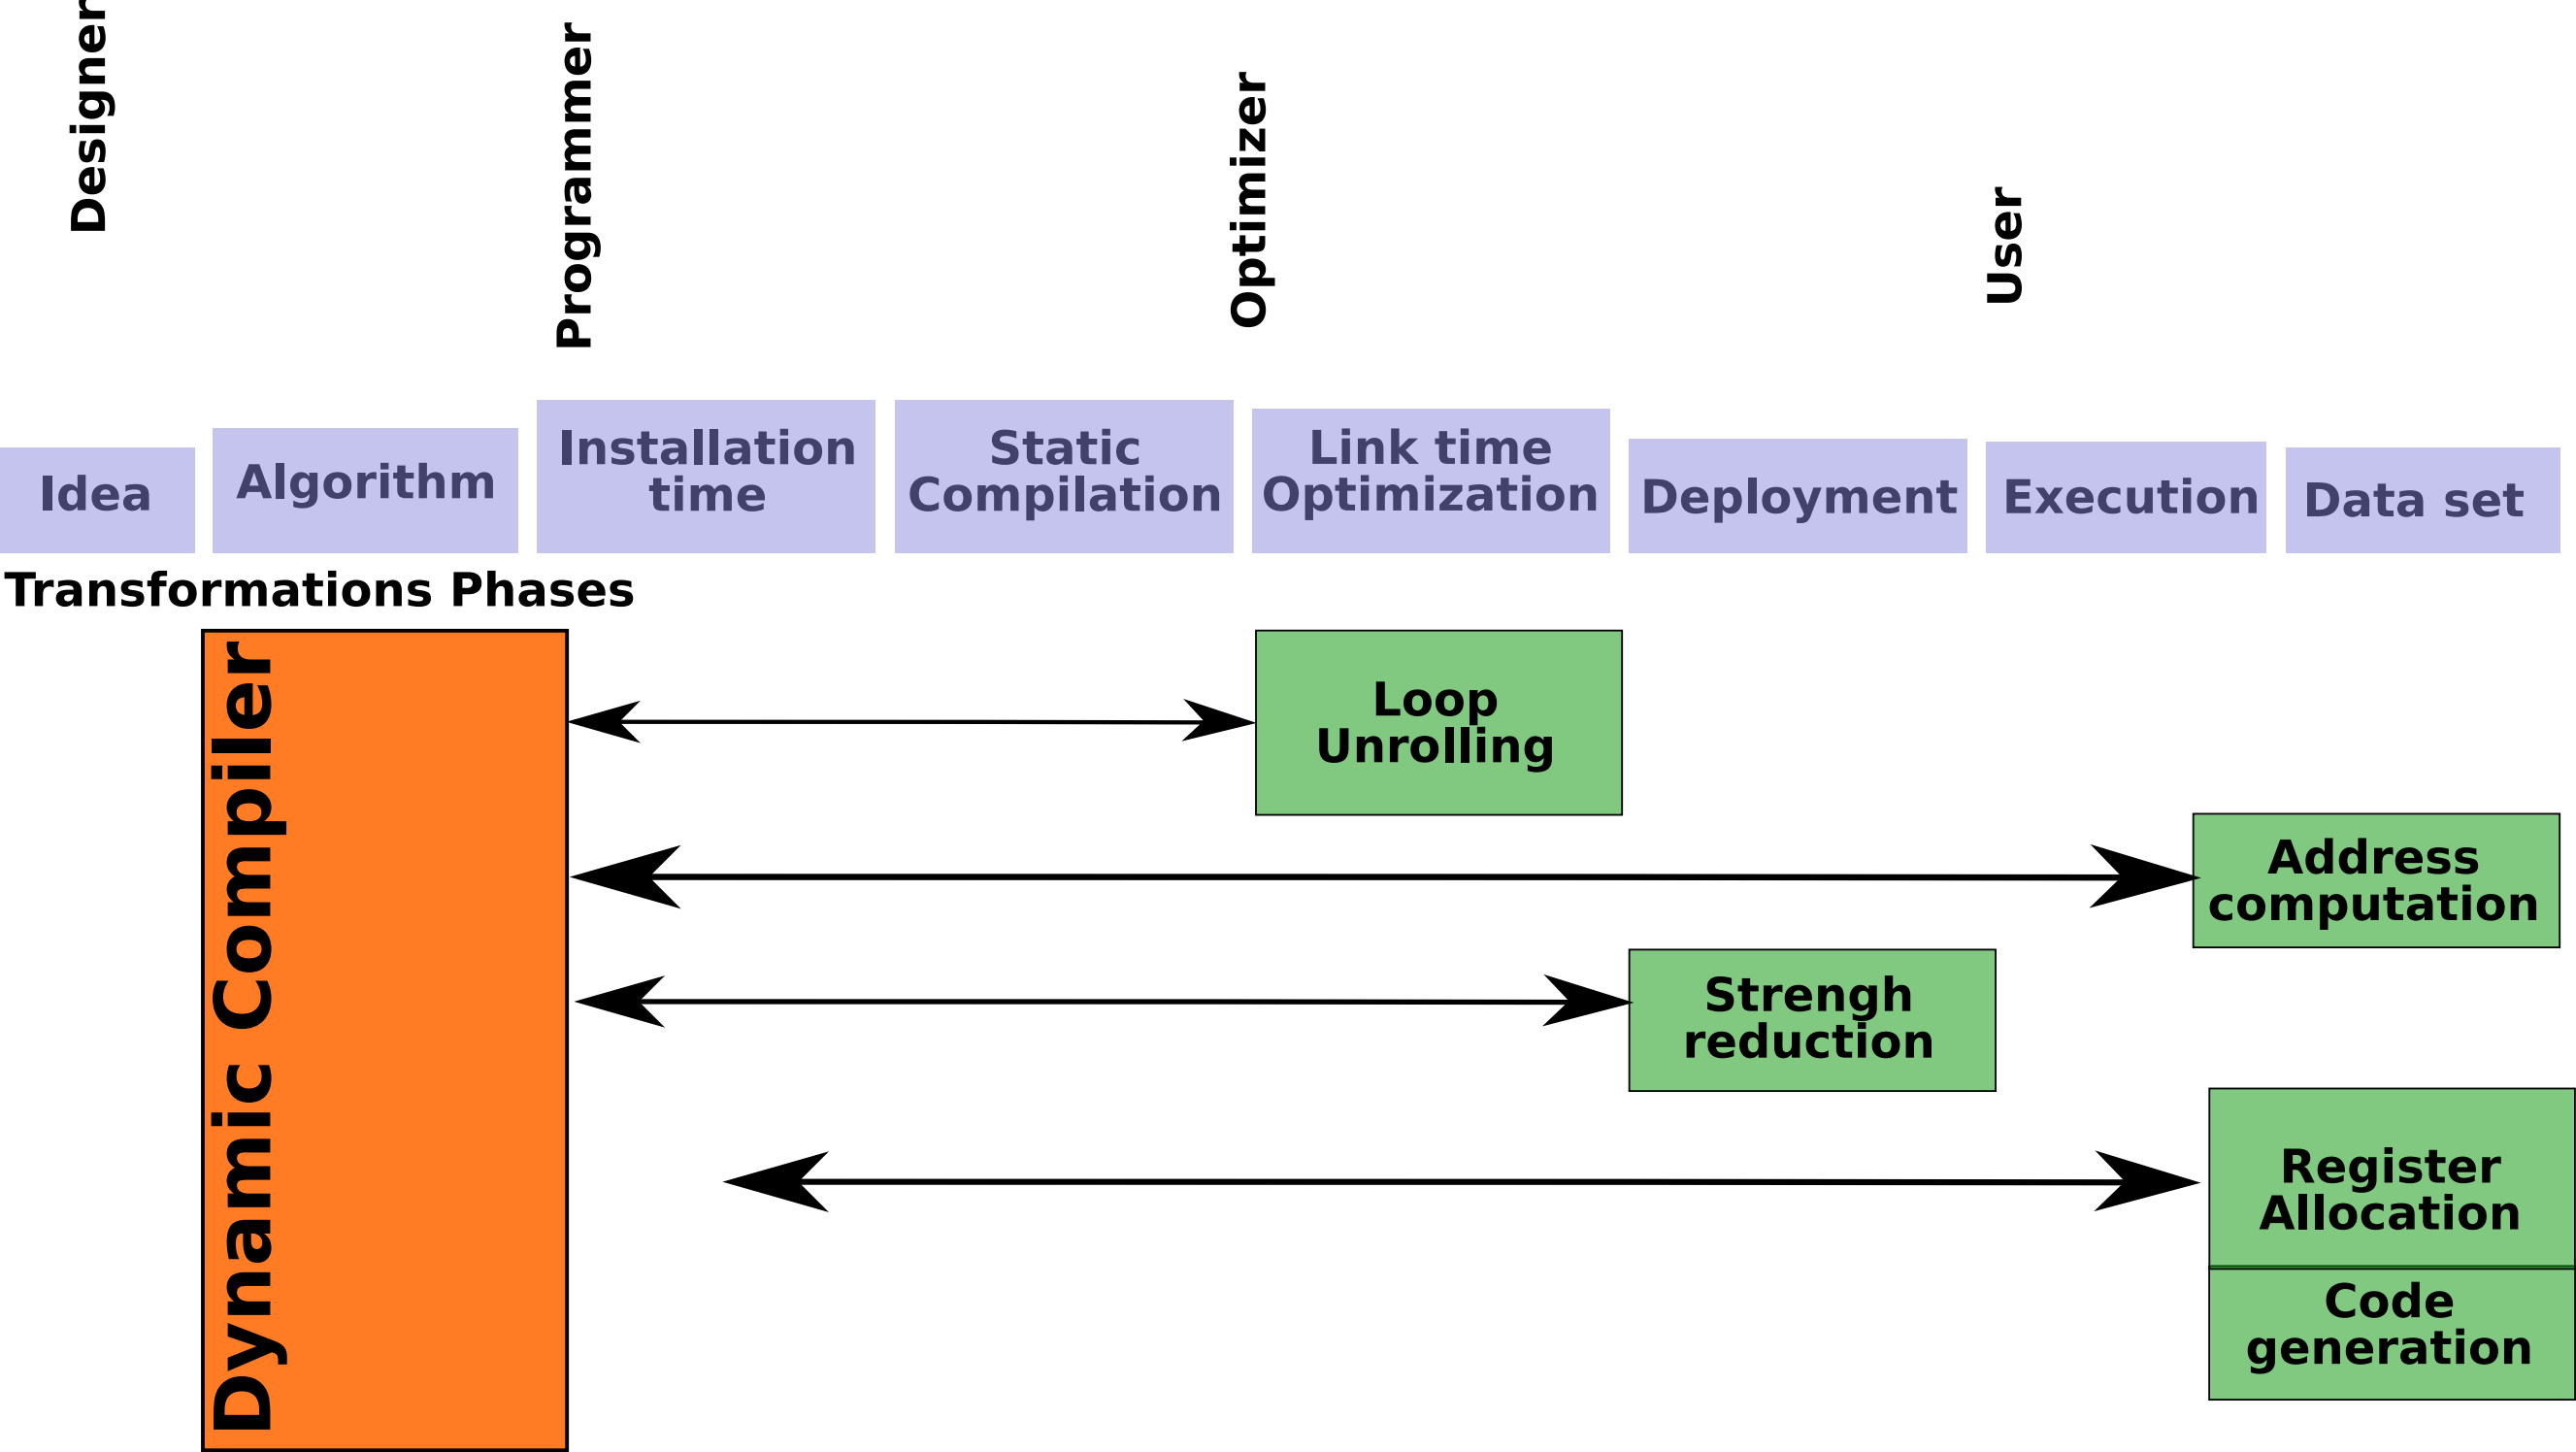 Designer
Programmer
Optimizer
User
Idea
Algorithm
Installation
time
Static
Compilation
Link time
Optimization
Deployment
Execution
Data set
Transformations Phases
Dynamic Compiler
Loop
Unrolling
Address
computation
Strengh
reduction
Register
Allocation
Code
generation